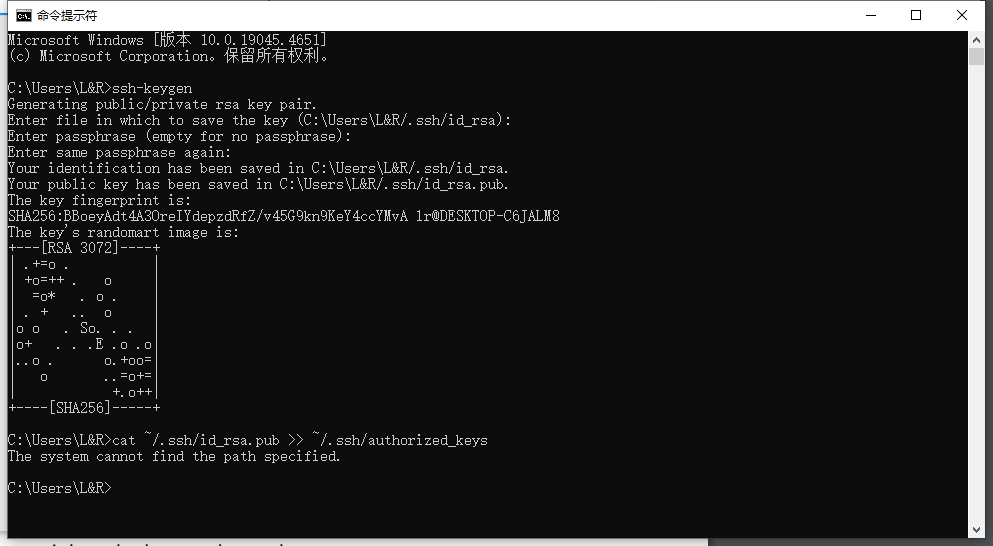 命令提示符
Microsoft Windows [版本 10.0.19045.4651]
(c) Microsoft Corporation。保留所有权利。
C:\Users\L&R>ssh-keygen
Generating public/private rsa key pair.
Enter file in which to save the key (C:\Users\L&R/.ssh/id_rsa):
Enter passphrase (empty for no passphrase):
Enter same passphrase again:
Your identification has been saved in C:\Users\L&R/.ssh/id_rsa.
Your public key has been saved in C:\Users\L&R/.ssh/id_rsa.pub.
The key fingerprint is:
SHA256:BBoeyAdt4A3OreIYdepzdRfZ/v45G9kn9KeY4ccYMvA lr@DESKTOP-C6JALM8
The key's randomart image is:
+---[RSA 3072]----+
| .+=o .          |
| +o=++ .   o     |
|  =o*   . o .    |
| . +   ..  o     |
|o o   . So. . .  |
|o+   . . .E .o .o|
|..o .      o.+oo=|
|   o       ..=o+=|
|            +.o++|
+----[SHA256]-----+
C:\Users\L&R>cat ~/.ssh/id_rsa.pub >> ~/.ssh/authorized_keys
The system cannot find the path specified.
C:\Users\L&R>